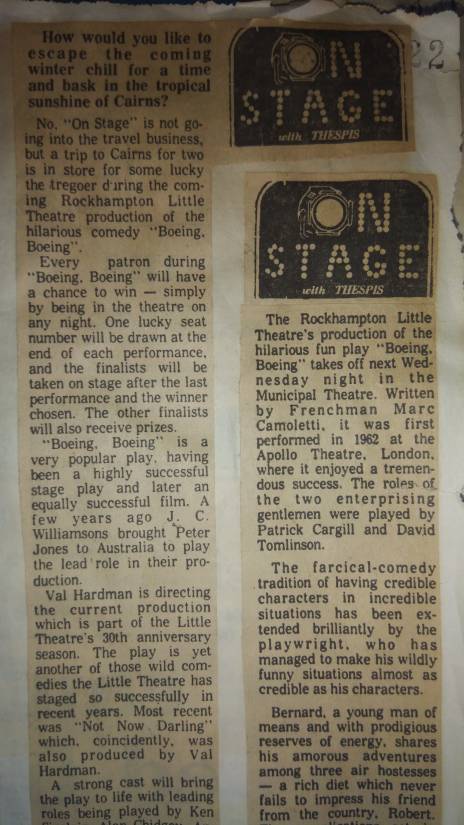 How would you like to
escape the coming
winter chill for a time
and bask in the tropical
sunshine of Cairns?
No, "On Stage" is not go-
ing into the travel business,
but a trip to Cairns for two
is in store for some lucky
the tregoer during the com-
ing Rockhampton Little
Theatre production of the
hilarious comedy "Boeing,
Boeing".
Every patron during
"Boeing, Boeing" will have
a chance to win — simply
by being in the theatre on
any night. One lucky seat
number will be drawn at the
end of each performance,
and the finalists will be
taken on stage after the last
performance and the winner
chosen. The other finalists
will also receive prizes.
"Boeing, Boeing" is a
very popular play, having
been a highly successful
stage play and later an
equally successful film. A
few years ago J. C.
Williamsons brought Peter
Jones to Australia to play
the lead role in their pro-
duction.
Val Hardman is directing
the current production
which is part of the Little
Theatre's 30th anniversary
season. The play is yet
another of those wild com-
edies the Little Theatre has
staged so successfully in
recent years. Most recent
was "Not Now Darling"
which, coincidently, was
also produced by Val
Hardman.
A strong cast will bring
the play to life with leading
roles being played by Ken
ON
STAGE
with THESPIS
22
ON
STAGE
with THESPIS
The Rockhampton Little
Theatre's production of the
hilarious fun play "Boeing,
Boeing" takes off next Wed-
nesday night in the
Municipal Theatre. Written
by Frenchman Marc
Camoletti, it was first
performed in 1962 at the
Apollo Theatre, London,
where it enjoyed a tremen-
dous success. The roles of
the two enterprising
gentlemen were played by
Patrick Cargill and David
Tomlinson.
The farcical-comedy
tradition of having credible
characters in incredible
situations has been ex-
tended brilliantly by the
playwright, who has
managed to make his wildly
funny situations almost as
credible as his characters.
Bernard, a young man of
means and with prodigious
reserves of energy, shares
his amorous adventures
among three air hostesses
— a rich diet which never
fails to impress his friend
from the country, Robert.